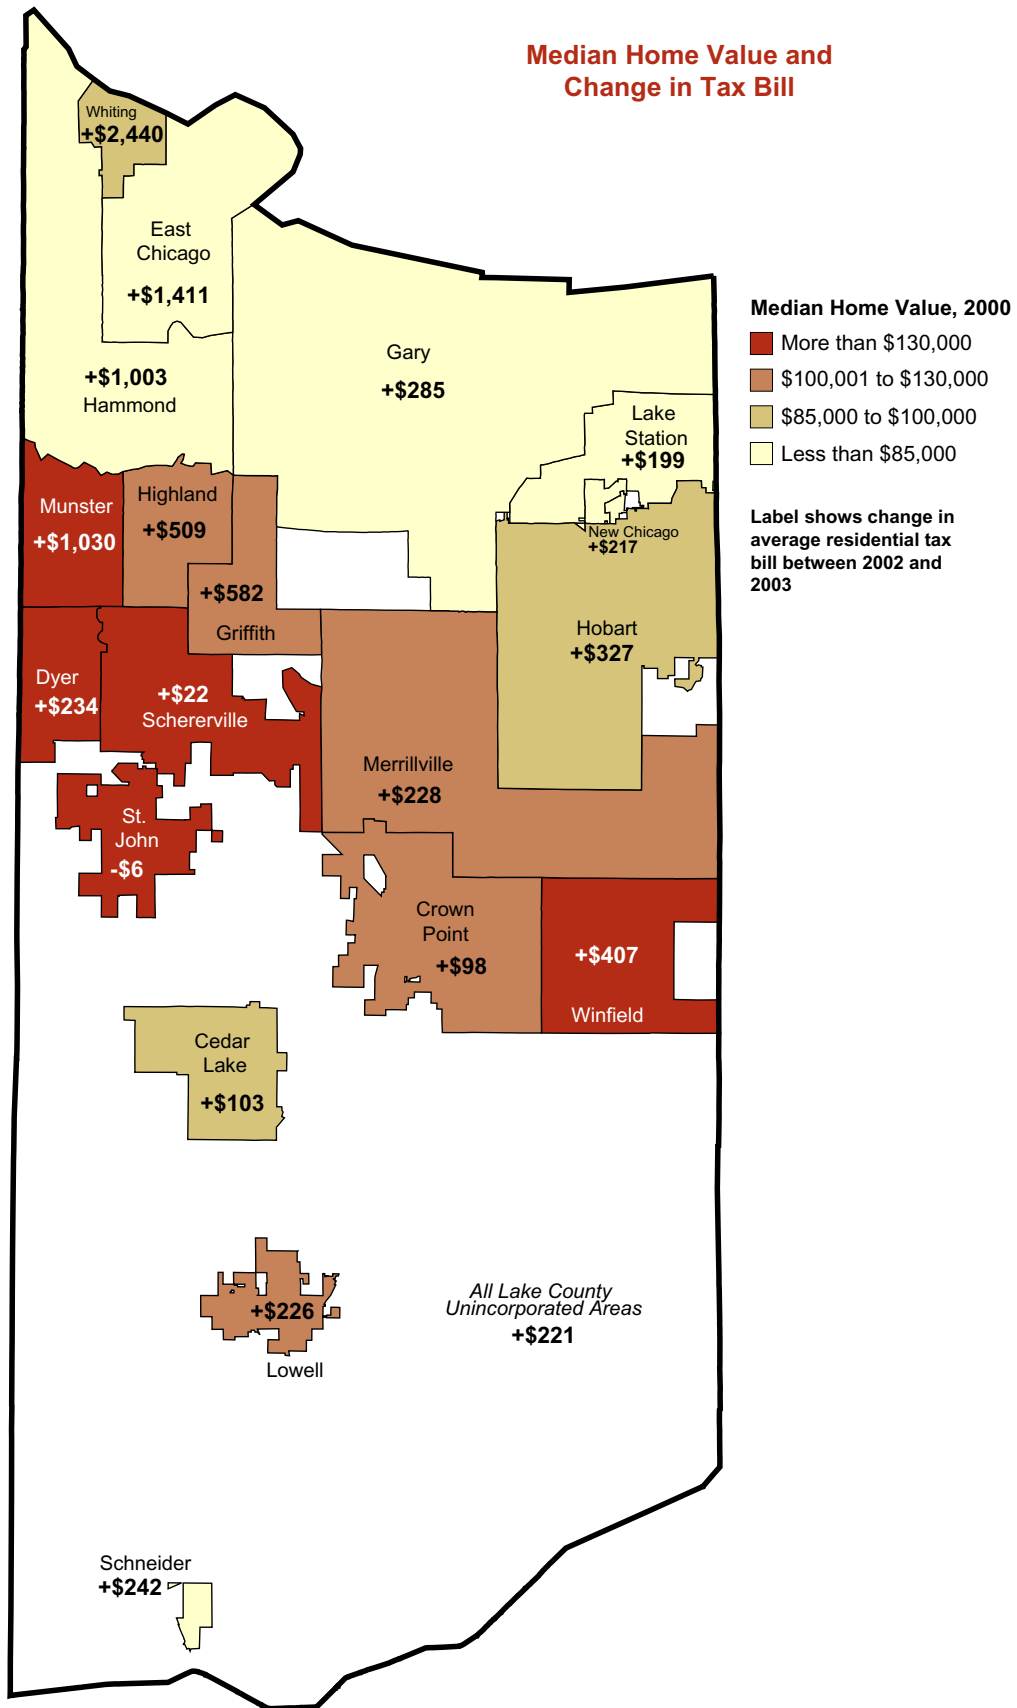 Median Home Value and
Change in Tax Bill
Whiting
+$2,440
East
Chicago
+$1,411
+$1,003
Hammond
Gary
+$285
Lake
Station
+$199
Median Home Value, 2000
More than $130,000
$100,001 to $130,000
$85,000 to $100,000
Less than $85,000
Label shows change in
average residential tax
bill between 2002 and
2003
Munster
+$1,030
Highland
+$509
New Chicago
+$217
+$582
Griffith
Hobart
+$327
Dyer
+$234
+$22
Schererville
Merrillville
+$228
St.
John
-$6
Crown
Point
+$98
+$407
Winfield
Cedar
Lake
+$103
+$226
Lowell
All Lake County
Unincorporated Areas
+$221
Schneider
+$242